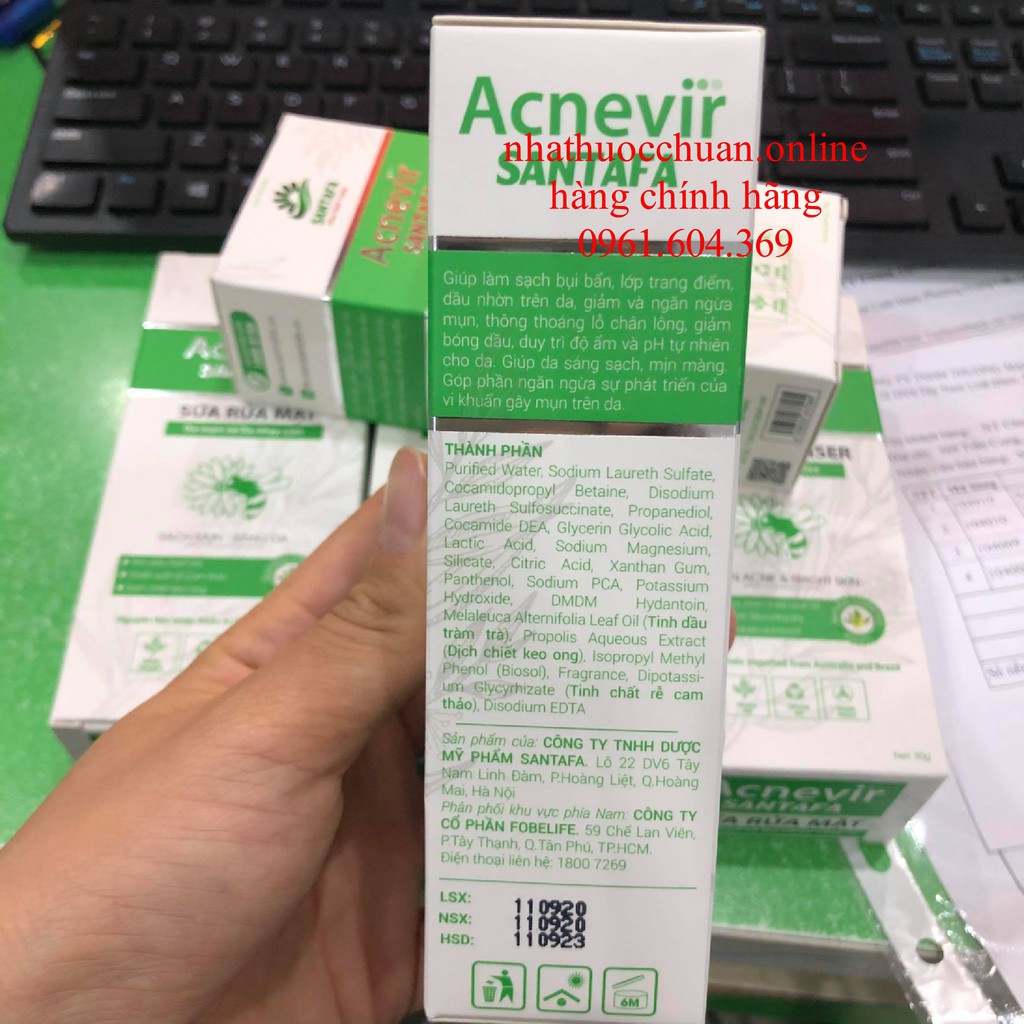 Acnevir
SANTAFA
nhathuocchuan.online
hàng chính hãng
0961.604.369
Giúp làm sạch bụi bẩn, lớp trang điểm,
dầu nhờn trên da, giảm và ngăn ngừa
mụn, thông thoáng lỗ chân lông, giảm
bóng dầu, duy trì độ ẩm và pH tự nhiên
cho da. Giúp da sáng sạch, mịn màng.
Góp phần ngăn ngừa sự phát triển của
vi khuẩn gây mụn trên da.
THÀNH PHẦN
Purified Water, Sodium Laureth Sulfate,
Cocamidopropyl Betaine, Disodium
Laureth Sulfosuccinate, Propanediol,
Cocamide DEA, Glycerin Glycolic Acid,
Lactic Acid, Sodium Magnesium,
Silicate, Citric Acid, Xanthan Gum,
Panthenol, Sodium PCA, Potassium
Hydroxide, DMDM Hydantoin,
Melaleuca Alternifolia Leaf Oil (Tinh dầu
tràm trà), Propolis Aqueous Extract
(Dịch chiết keo ong), Isopropyl Methyl
Phenol (Biosol), Fragrance, Dipotassi-
um Glycyrhizate (Tinh chất rễ cam
thảo), Disodium EDTA
Sản phẩm của: CÔNG TY TNHH DƯỢC
MỸ PHẨM SANTAFA. Lô 22 DV6 Tây
Nam Linh Đàm, P.Hoàng Liệt, Q.Hoàng
Mai, Hà Nội
Phân phối khu vực phía Nam: CÔNG TY
CỔ PHẦN FOBELIFE. 59 Chế Lan Viên,
P.Tây Thạnh, Q.Tân Phú, TP.HCM.
Điện thoại liên hệ: 1800 7269
LSX: 110920
NSX: 110920
HSD: 110923
6M
SANTAFA
Acnevir
SANTAFA
SỮA RỬA MẶT
Acnevir
SANTAFA
A RỬA MẶT